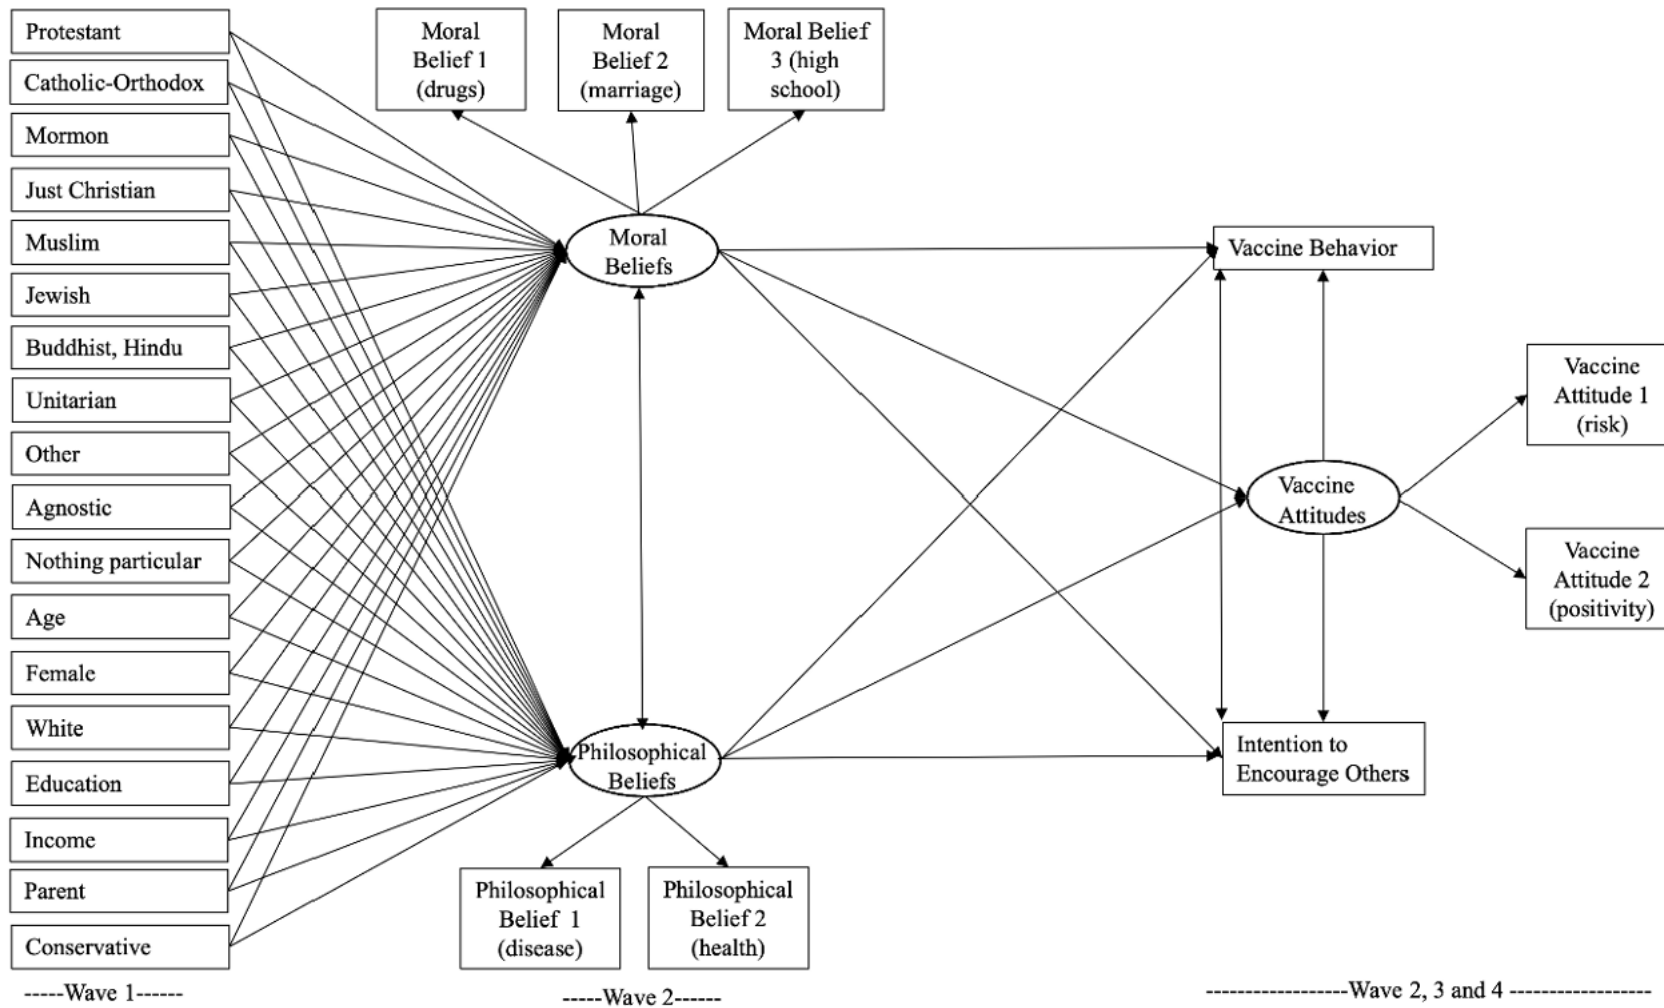 Protestant
Catholic-Orthodox
Mormon
Just Christian
Muslim
Jewish
Buddhist, Hindu
Unitarian
Other
Agnostic
Nothing particular
Age
Female
White
Education
Income
Parent
Conservative
-----Wave 1------
Moral
Belief 1
(drugs)
Moral
Belief 2
(marriage)
Moral Belief
3 (high
school)
Moral
Beliefs
Philosophical
Beliefs
Philosophical
Belief 1
(disease)
Philosophical
Belief 2
(health)
-----Wave 2------
Vaccine Behavior
Vaccine
Attitudes
Intention to
Encourage Others
Vaccine
Attitude 1
(risk)
Vaccine
Attitude 2
(positivity)
------------------Wave 2, 3 and 4 ------------------